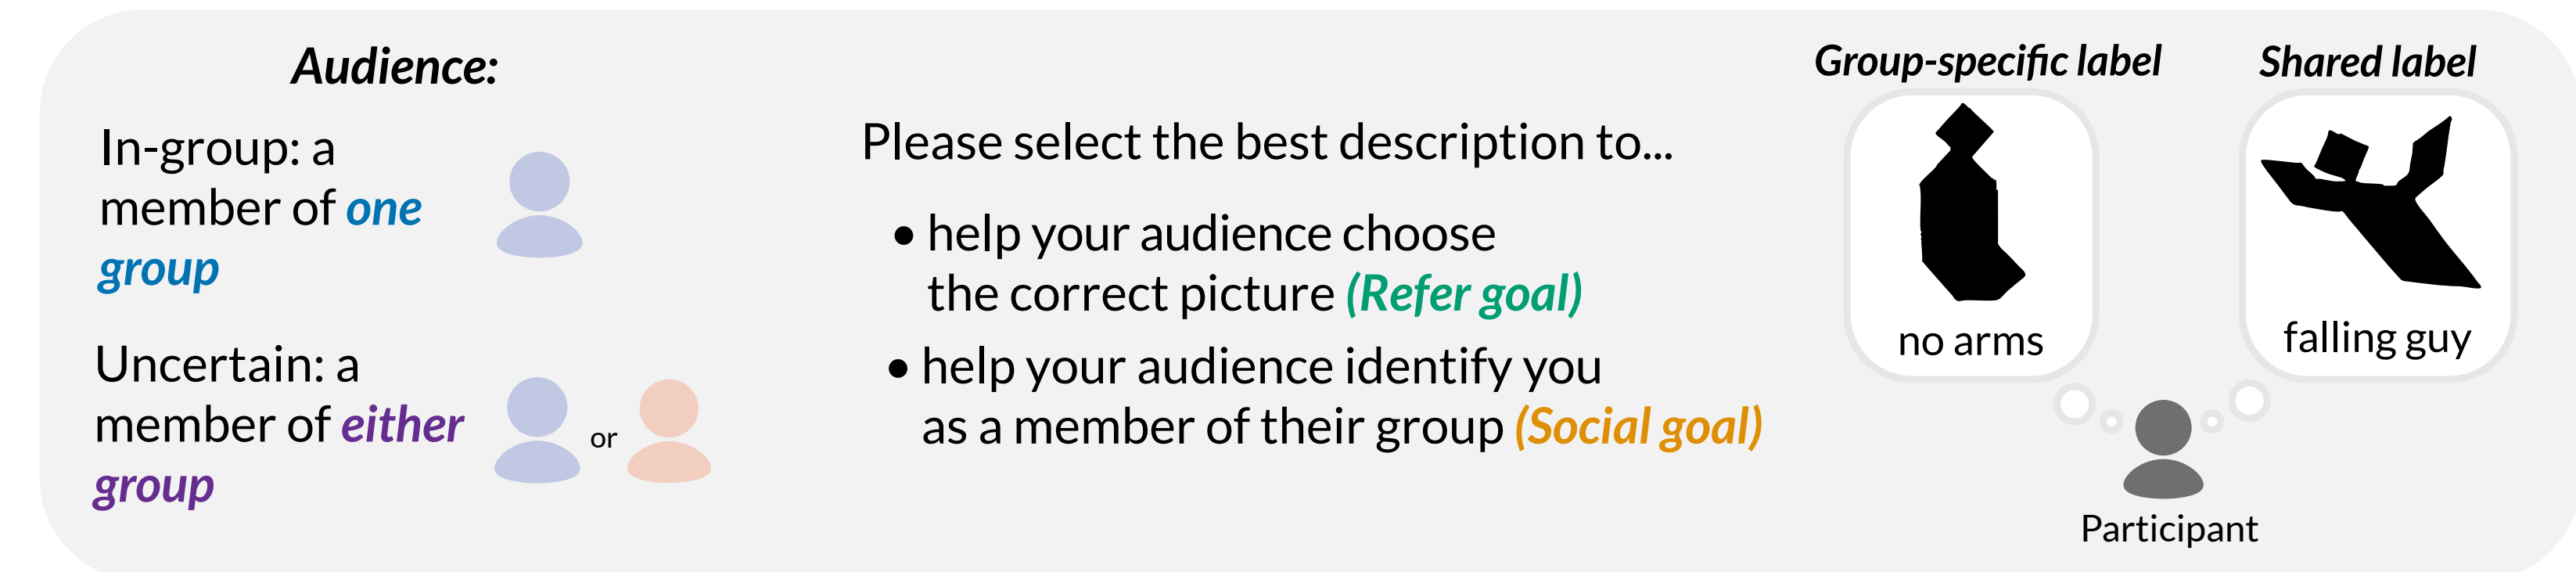 Audience:
In-group: a
member of one
group
Uncertain: a
member of either
group
or
Please select the best description to...
• help your audience choose
the correct picture (Refer goal)
• help your audience identify you
as a member of their group (Social goal)
Group-specific label
Shared label
no arms
falling guy
Participant